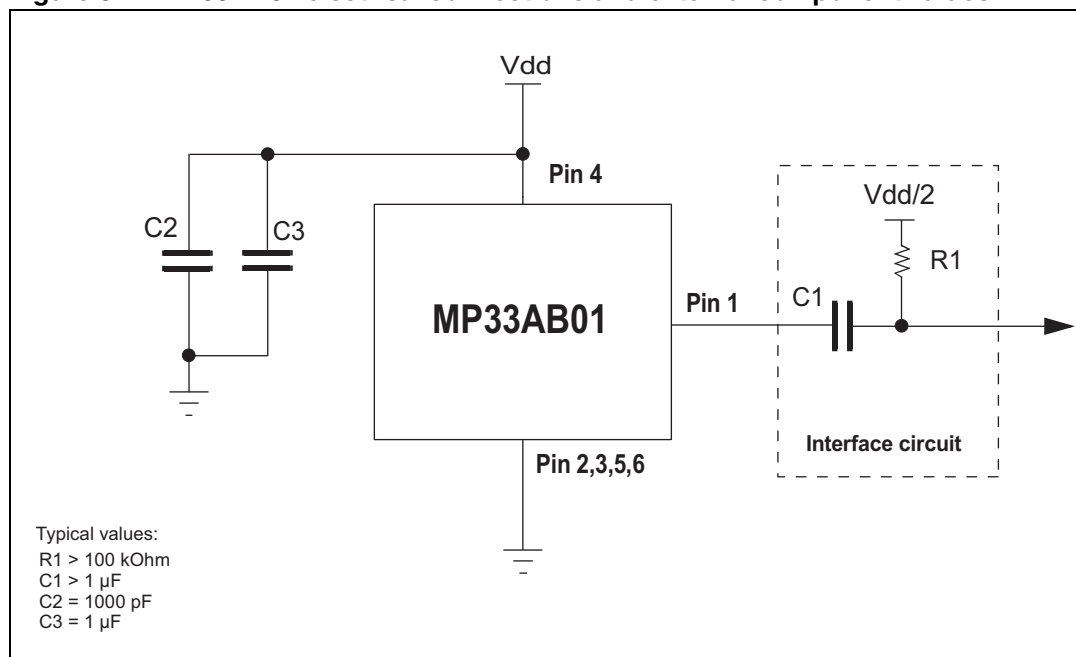 Vdd
Pin 4
C2
C3
MP33AB01
Pin 1
C1
Vdd/2
R1
Interface circuit
Pin 2,3,5,6
Typical values:
R1 > 100 kOhm
C1 > 1 µF
C2 = 1000 pF
C3 = 1 µF